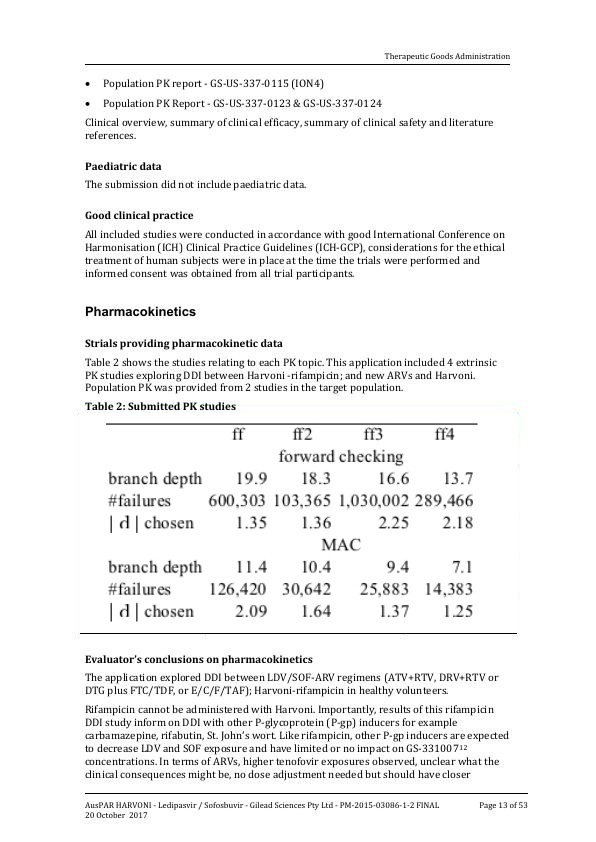 Therapeutic Goods Administration
• Population PK report - GS-US-337-0115 (ION4)
• Population PK Report - GS-US-337-0123 & GS-US-337-0124
Clinical overview, summary of clinical efficacy, summary of clinical safety and literature
references.
Paediatric data
The submission did not include paediatric data.
Good clinical practice
All included studies were conducted in accordance with good International Conference on
Harmonisation (ICH) Clinical Practice Guidelines (ICH-GCP), considerations for the ethical
treatment of human subjects were in place at the time the trials were performed and
informed consent was obtained from all trial participants.
Pharmacokinetics
Strials providing pharmacokinetic data
Table 2 shows the studies relating to each PK topic. This application included 4 extrinsic
PK studies exploring DDI between Harvoni -rifampicin; and new ARVs and Harvoni.
Population PK was provided from 2 studies in the target population.
Table 2: Submitted PK studies
ff ff2 ff3 ff4
forward checking
branch depth 19.9 18.3 16.6 13.7
#failures 600,303 103,365 1,030,002 289,466
| d | chosen 1.35 1.36 2.25 2.18
MAC
branch depth 11.4 10.4 9.4 7.1
#failures 126,420 30,642 25,883 14,383
| d | chosen 2.09 1.64 1.37 1.25
Evaluator's conclusions on pharmacokinetics
The application explored DDI between LDV/SOF-ARV regimens (ATV+RTV, DRV+RTV or
DTG plus FTC/TDF, or E/C/F/TAF); Harvoni-rifampicin in healthy volunteers.
Rifampicin cannot be administered with Harvoni. Importantly, results of this rifampicin
DDI study inform on DDI with other P-glycoprotein (P-gp) inducers for example
carbamazepine, rifabutin, St. John's wort. Like rifampicin, other P-gp inducers are expected
to decrease LDV and SOF exposure and have limited or no impact on GS-331007¹²
concentrations. In terms of ARVs, higher tenofovir exposures observed, unclear what the
clinical consequences might be, no dose adjustment needed but should have closer
AusPAR HARVONI - Ledipasvir / Sofosbuvir - Gilead Sciences Pty Ltd - PM-2015-03086-1-2 FINAL
20 October 2017
Page 13 of 53